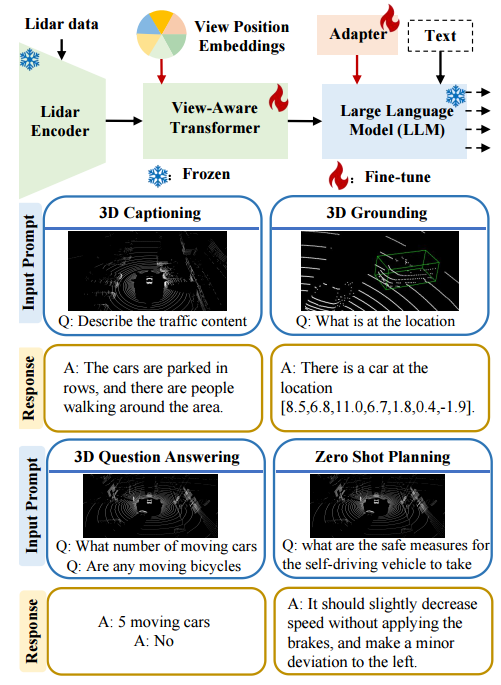 Lidar data
View Position
Embeddings
Adapter
Text
Lidar
Encoder
View-Aware
Transformer
Large Language
Model (LLM)
: Frozen
: Fine-tune
Input Prompt
3D Captioning
Q: Describe the traffic content
3D Grounding
Q: What is at the location
Response
A: The cars are parked in
rows, and there are people
walking around the area.
A: There is a car at the
location
[8.5,6.8,11.0,6.7,1.8,0.4,-1.9].
Input Prompt
3D Question Answering
Q: What number of moving cars
Q: Are any moving bicycles
Zero Shot Planning
Q: what are the safe measures for
the self-driving vehicle to take
Response
A: 5 moving cars
A: No
A: It should slightly decrease
speed without applying the
brakes, and make a minor
deviation to the left.